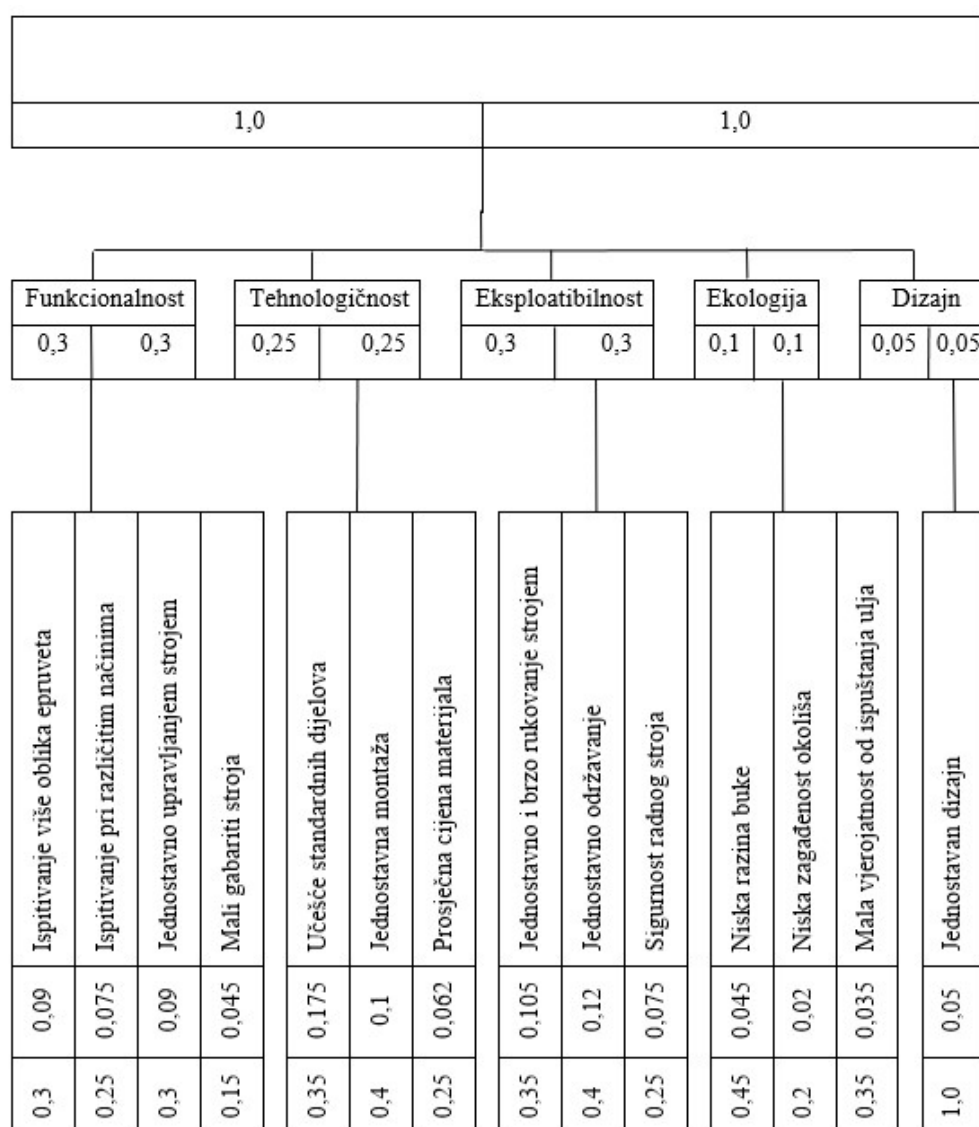 1,0 1,0
Funkcionalnost Tehnologičnost Eksploatibilnost Ekologija Dizajn
0,3 0,3 0,25 0,25 0,3 0,3 0,1 0,1 0,05 0,05
Ispitivanje više oblika epruveta
Ispitivanje pri različitim načinima
Jednostavno upravljanjem strojem
Mali gabariti stroja
Učešće standardnih dijelova
Jednostavna montaža
Prosječna cijena materijala
Jednostavno i brzo rukovanje strojem
Jednostavno održavanje
Sigurnost radnog stroja
Niska razina buke
Niska zagađenost okoliša
Mala vjerojatnost od ispuštanja ulja
Jednostavan dizajn
0,09 0,075 0,09 0,045 0,175 0,1 0,062 0,105 0,12 0,075 0,045 0,02 0,035 0,05
0,3 0,25 0,3 0,15 0,35 0,4 0,25 0,35 0,4 0,25 0,45 0,2 0,35 1,0